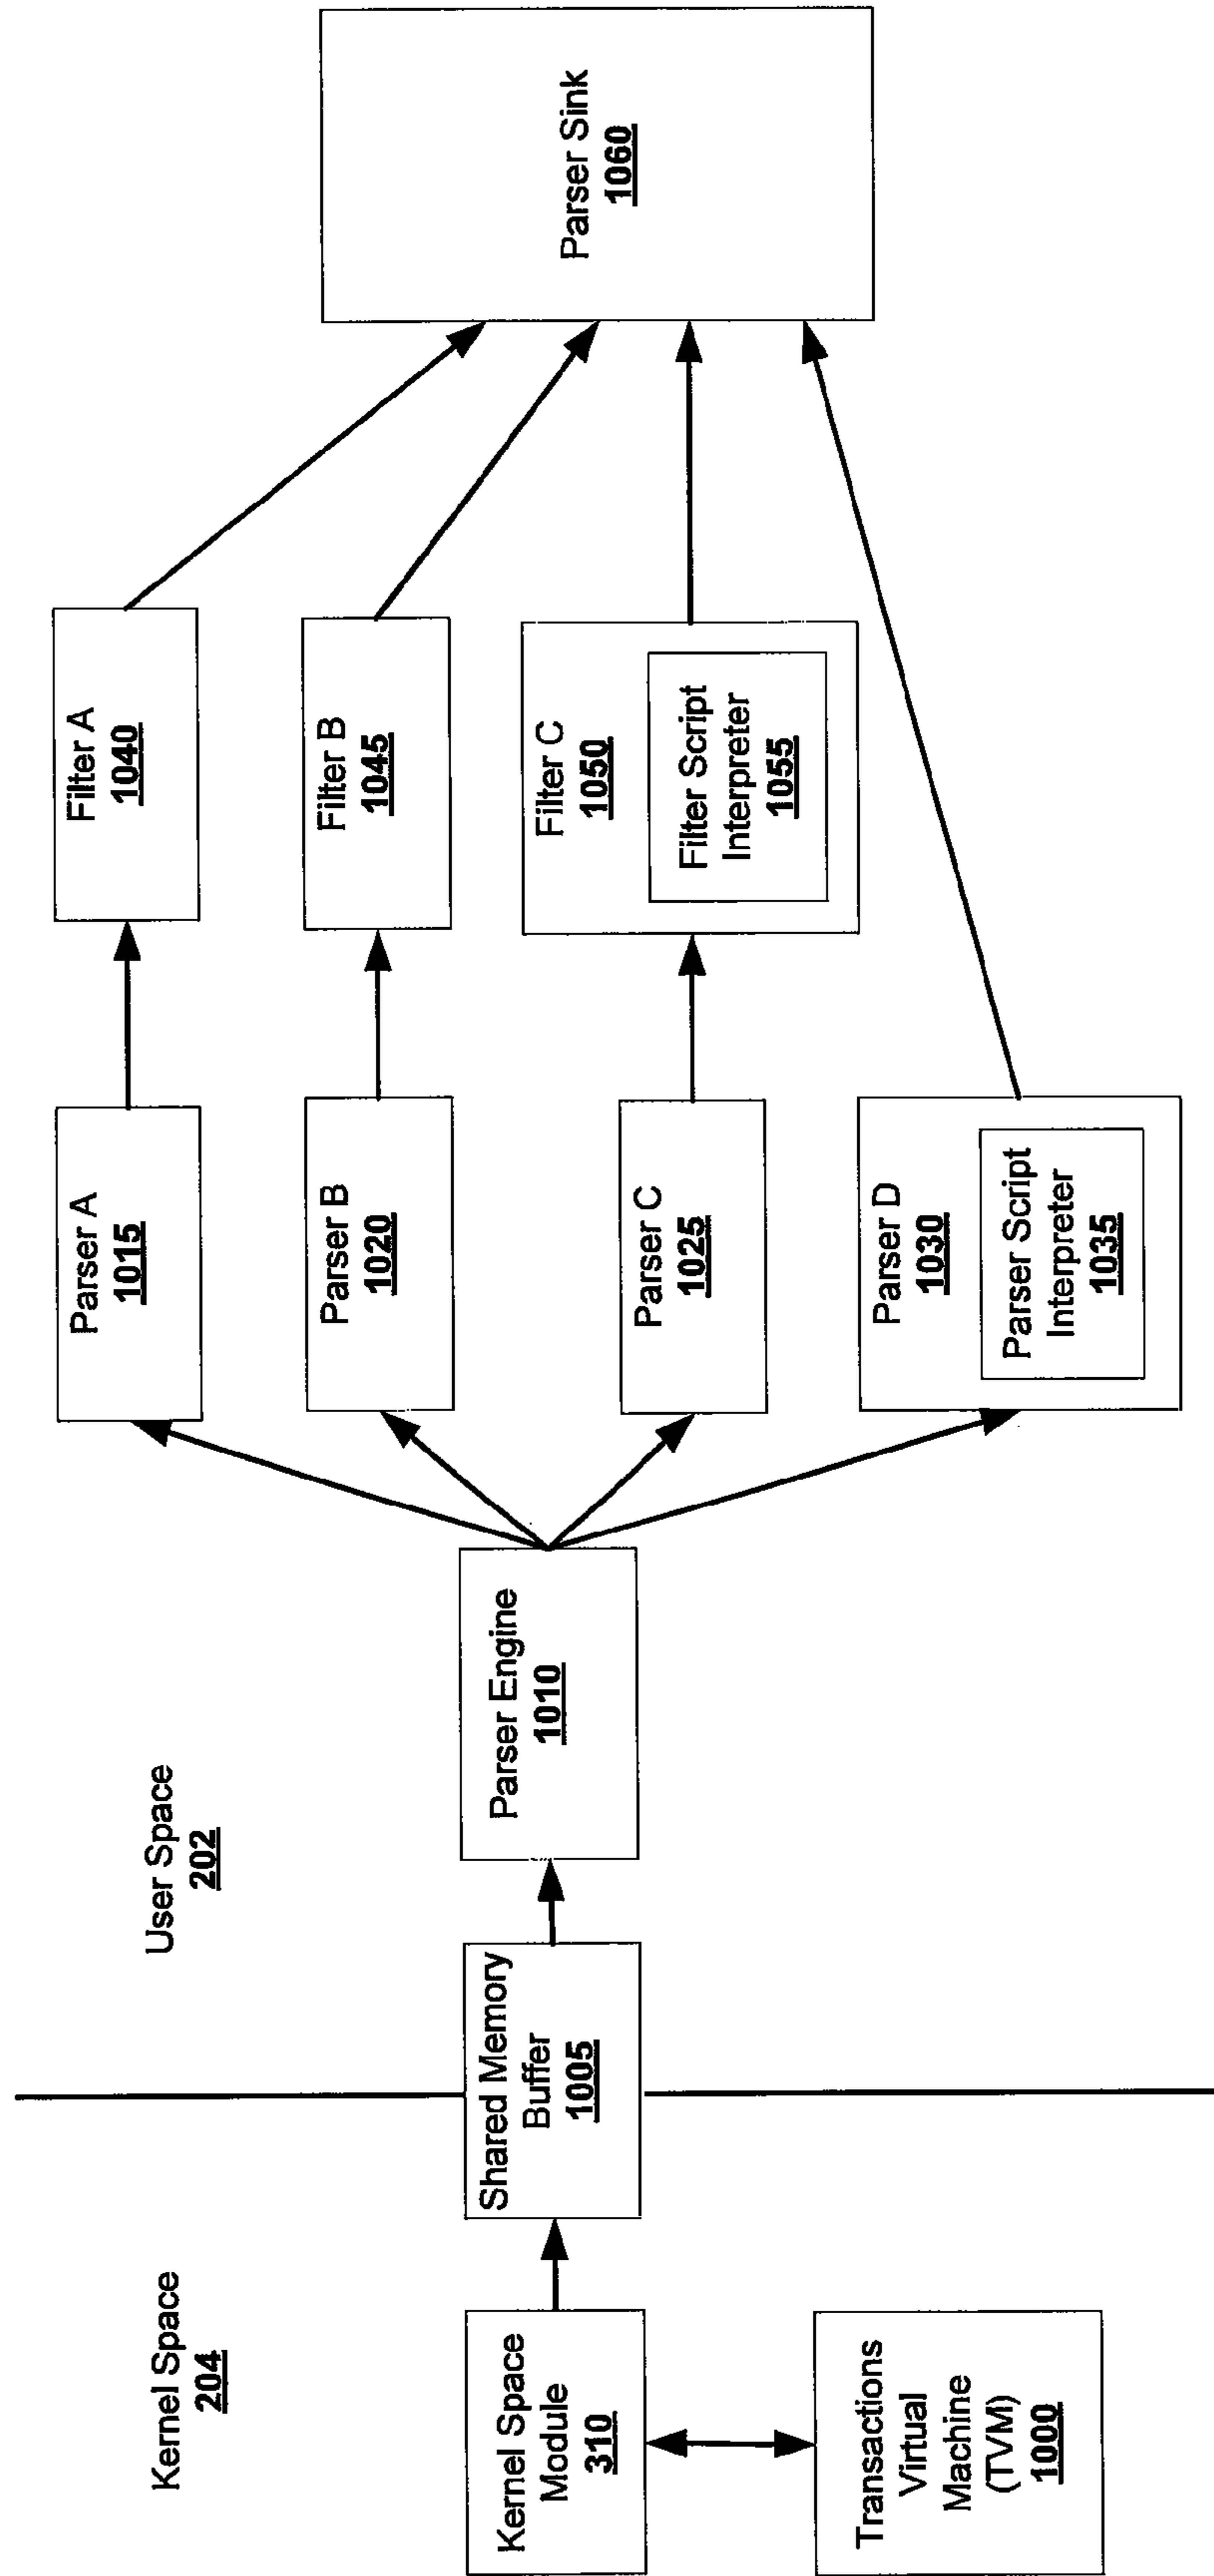 Kernel Space
204
User Space
202
Kernel Space
Module
310
Transactions
Virtual
Machine
(TVM)
1000
Shared Memory
Buffer
1005
Parser Engine
1010
Parser A
1015
Parser B
1020
Parser C
1025
Parser D
1030
Parser Script
Interpreter
1035
Filter A
1040
Filter B
1045
Filter C
1050
Filter Script
Interpreter
1055
Parser Sink
1060